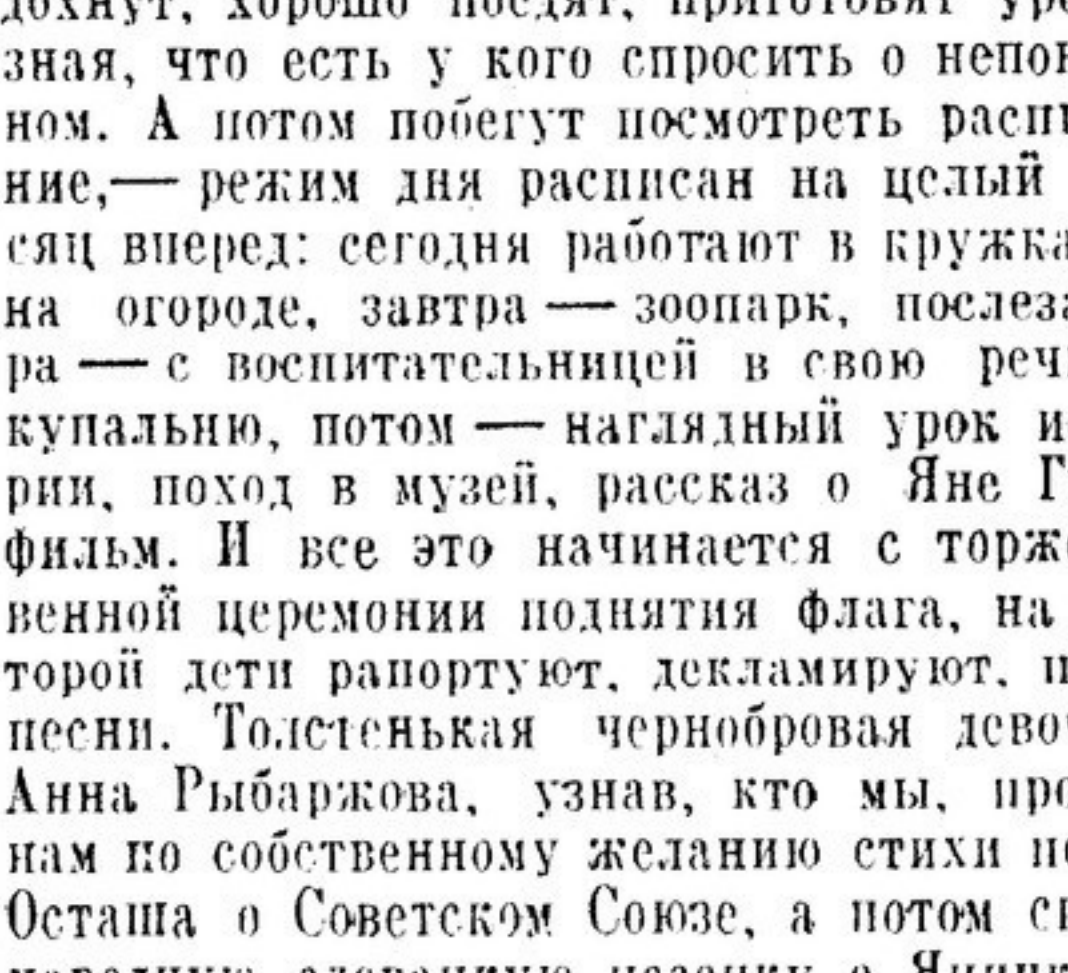 дохнут, хорошо поедят, приготовят уро
зная, что есть у кого спросить о непон
ном. А потом побегут посмотреть распи
ние,— режим дня расписан на целый
сяц вперед: сегодня работают в кружка
на огороде, завтра — зоопарк, послеза
ра — с воспитательницей в свою реч
купальню, потом — наглядный урок и
рии, поход в музей, рассказ о Яне Г
фильм. И все это начинается с торже
венной церемонии поднятия флага, на
торой дети рапортуют, декламируют, п
песни. Толстенькая чернобровая дево
Анна Рыбаржова, узнав, кто мы, про
нам по собственному желанию стихи по
Осташа о Советском Союзе, а потом сп